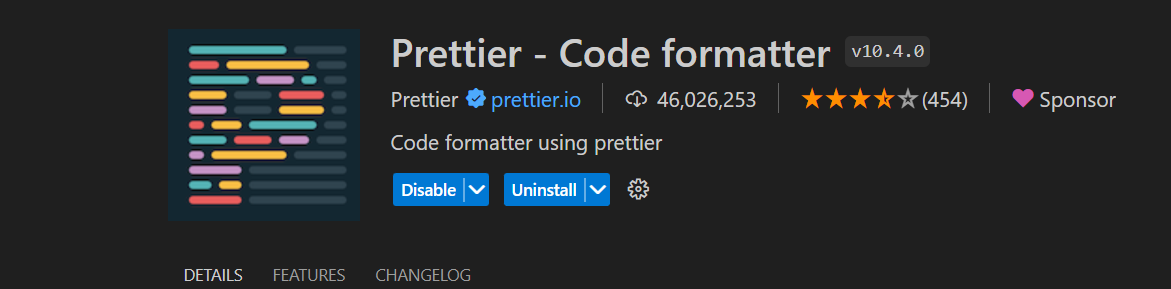 Prettier - Code formatter v10.4.0
Prettier prettier.io 46,026,253 (454) Sponsor
Code formatter using prettier
Disable Uninstall
DETAILS FEATURES CHANGELOG